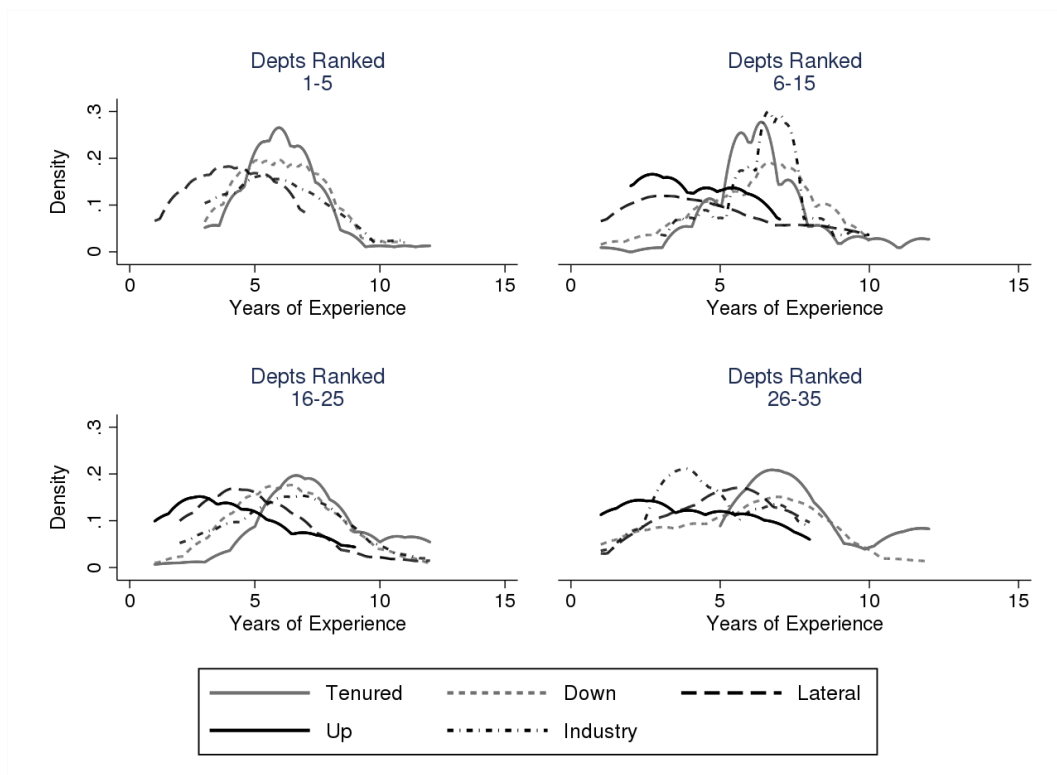 Depts Ranked
1-5
Density
0 .1 .2 .3
0 5 10 15
Years of Experience
Depts Ranked
6-15
0 5 10 15
Years of Experience
Depts Ranked
16-25
Density
0 .1 .2 .3
0 5 10 15
Years of Experience
Depts Ranked
26-35
0 5 10 15
Years of Experience
Tenured Down Lateral
Up Industry